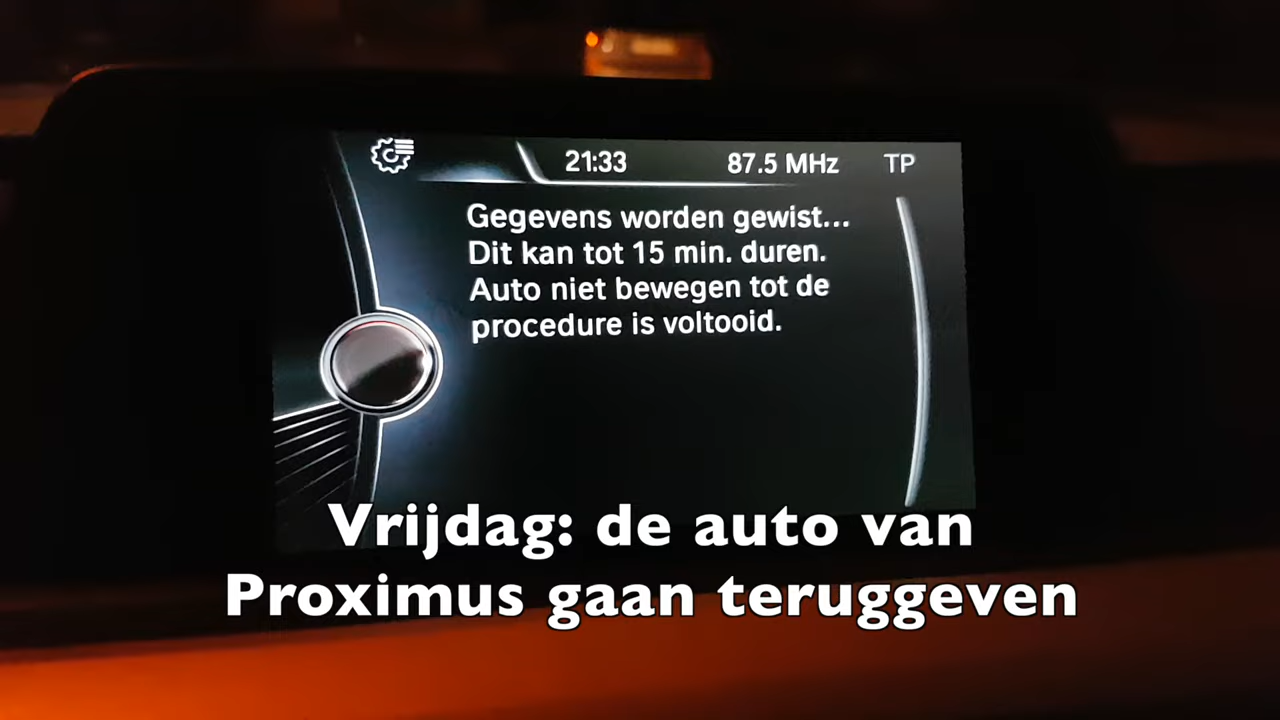 21:33 87.5 MHz TP
Gegevens worden gewist...
Dit kan tot 15 min. duren.
Auto niet bewegen tot de
procedure is voltooid.
Vrijdag: de auto van
Proximus gaan teruggeven